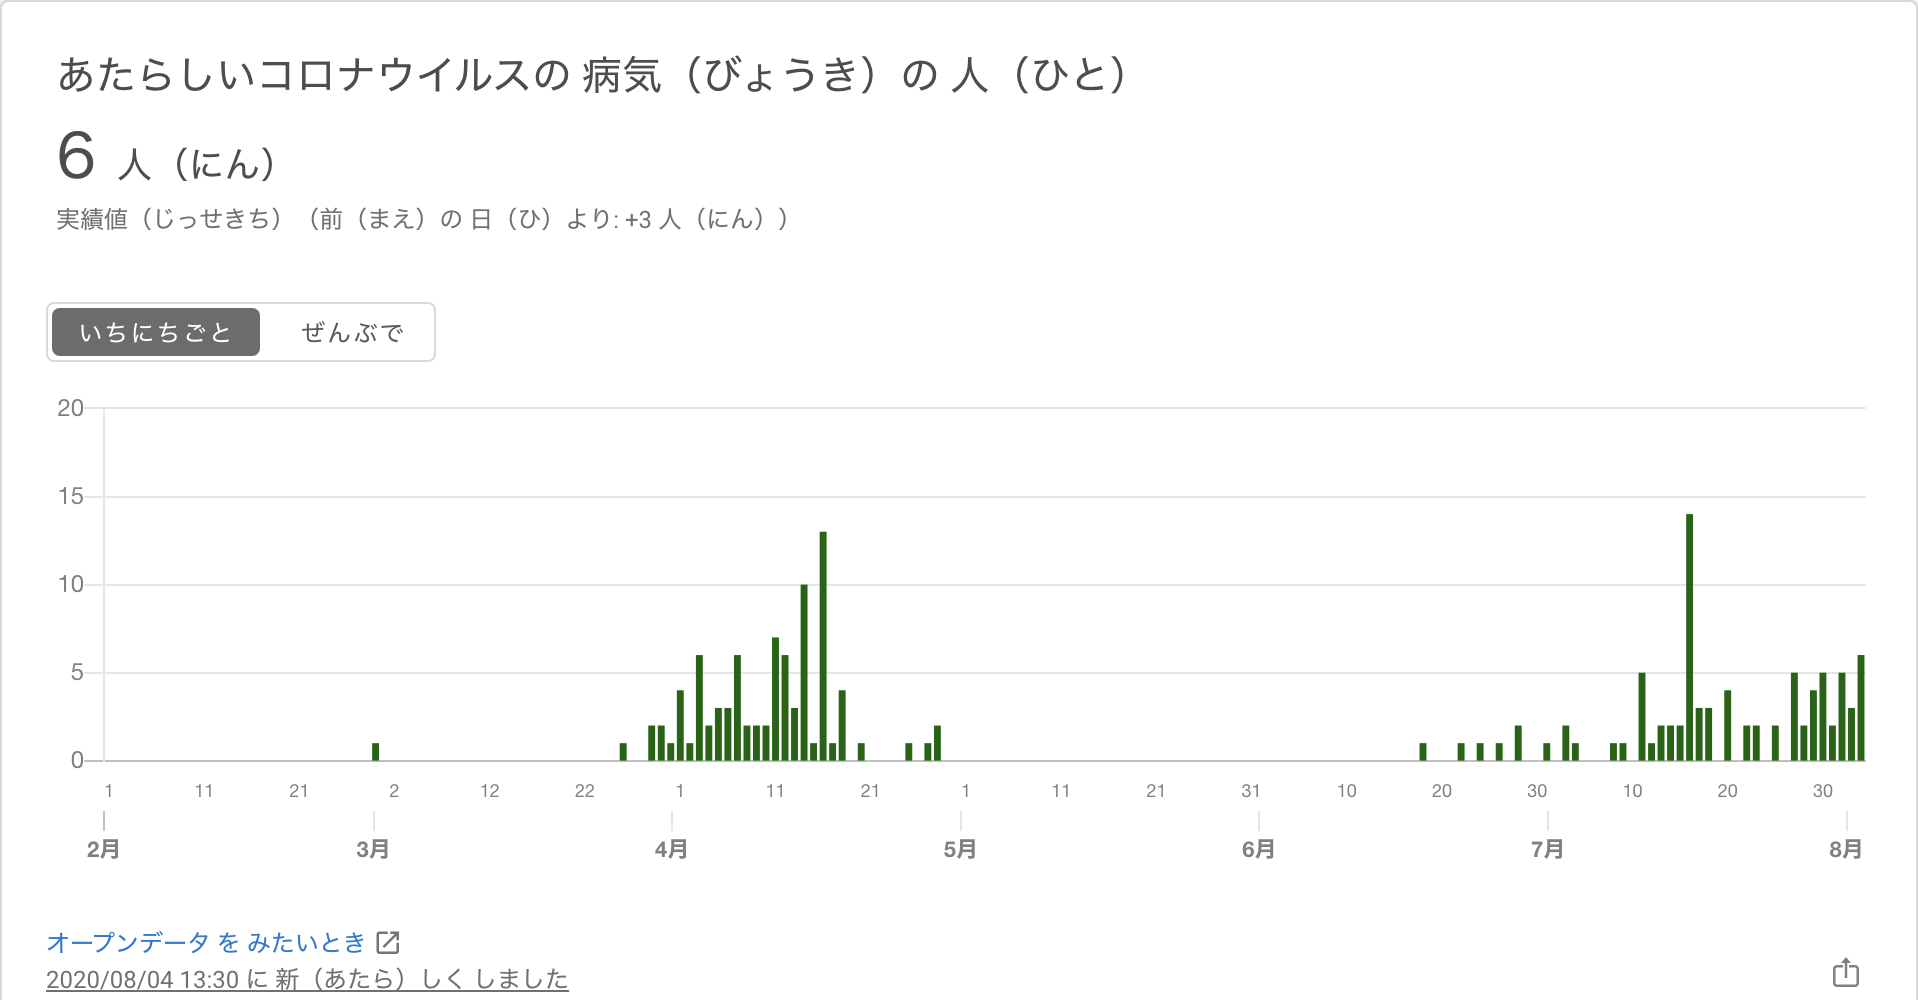 あたらしいコロナウイルスの 病気（びょうき）の 人（ひと）
6 人（にん）
実績値（じっせきち）（前（まえ）の 日（ひ）より: +3 人（にん））
いちにちごと ぜんぶで
20
15
10
5
0
1 11 21 2 12 22 1 11 21 1 11 21 31 10 20 30 10 20 30
2月 3月 4月 5月 6月 7月 8月
オープンデータ を みたいとき
2020/08/04 13:30 に 新（あたら）しく しました